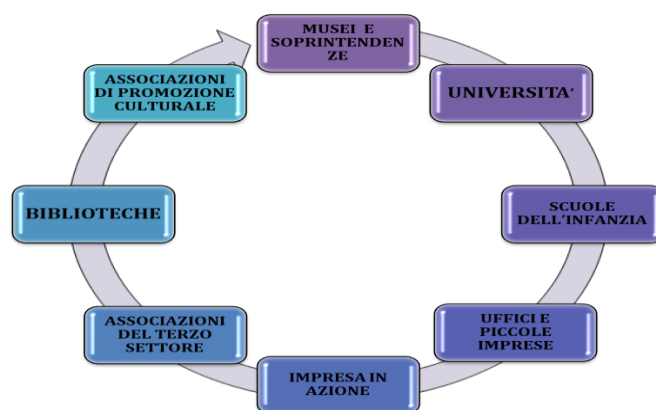 MUSEI E
SOPRINTENDEN
ZE
UNIVERSITA'
SCUOLE
DELL'INFANZIA
UFFICI E
PICCOLE
IMPRESE
IMPRESA IN
AZIONE
ASSOCIAZIONI
DEL TERZO
SETTORE
BIBLIOTECHE
ASSOCIAZIONI
DI PROMOZIONE
CULTURALE